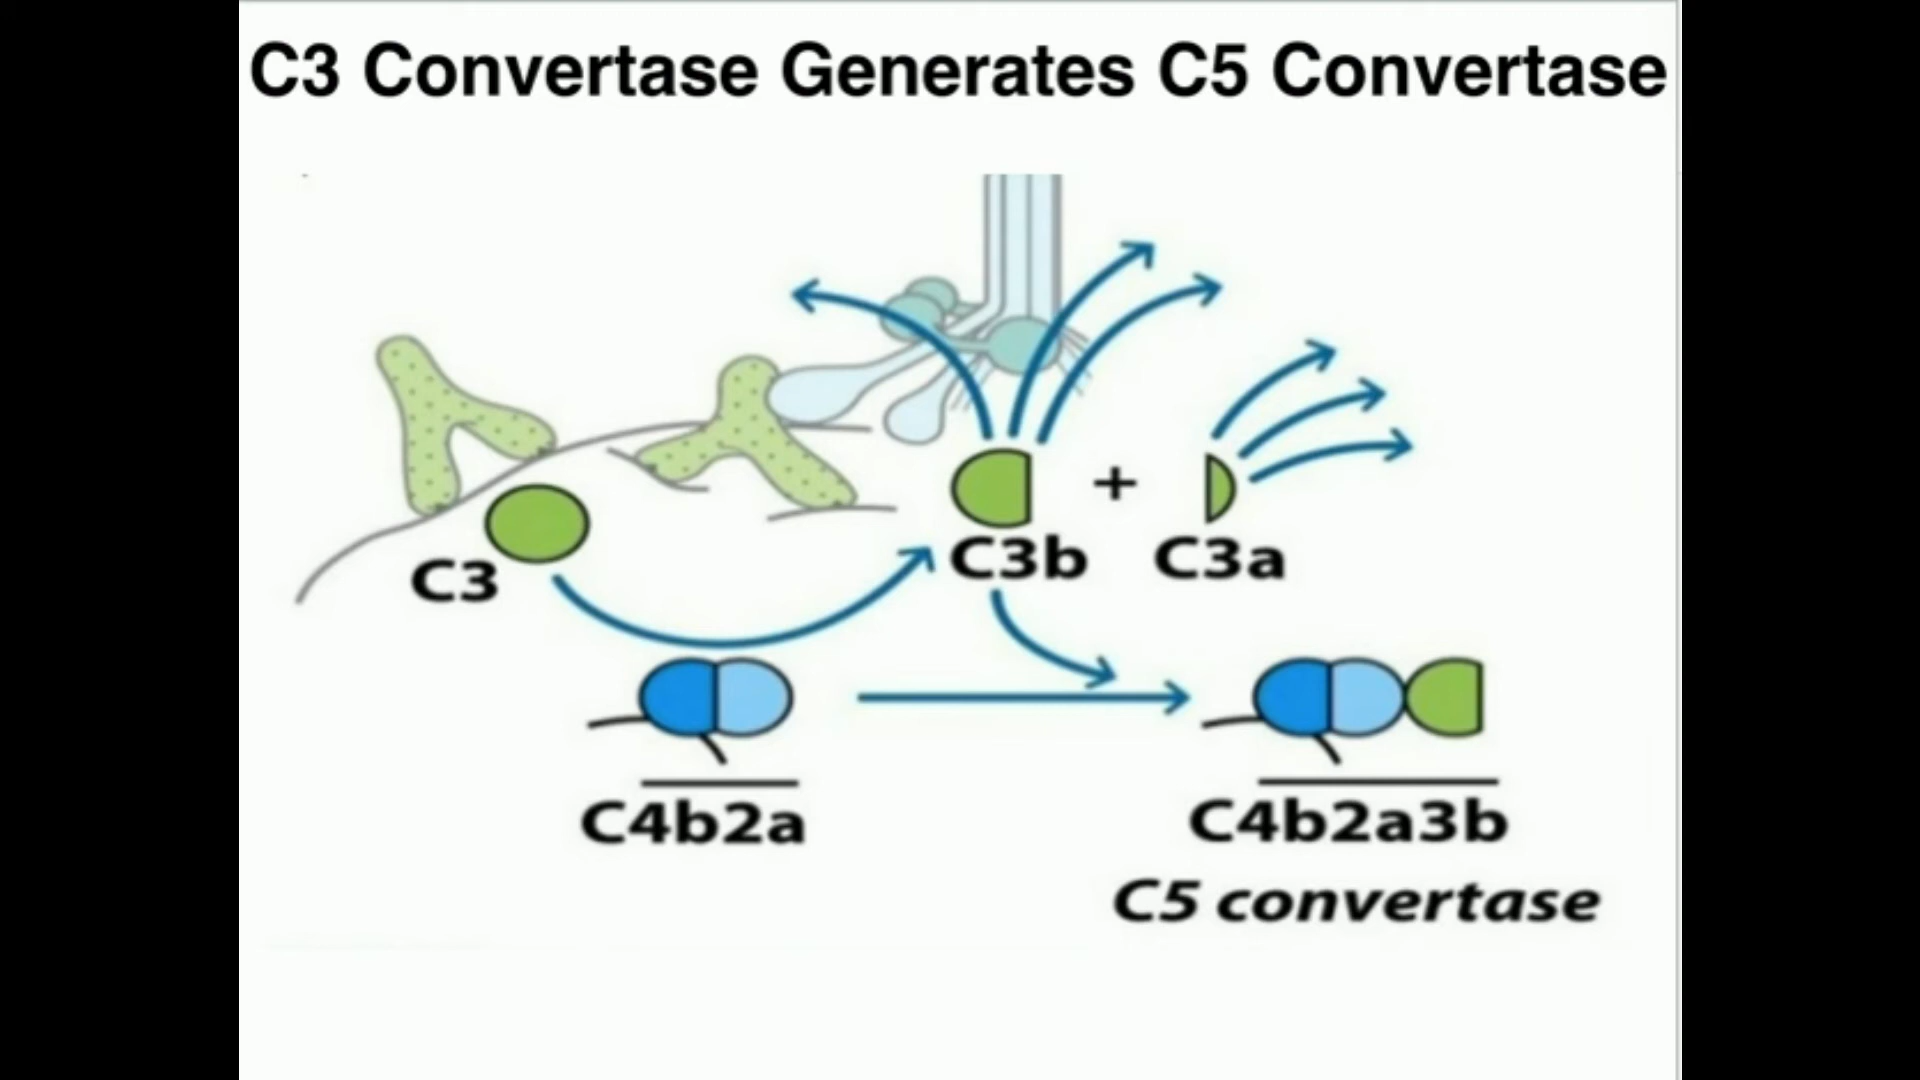 C3 Convertase Generates C5 Convertase
C3
C3b + C3a
C4b2a
C4b2a3b
C5 convertase